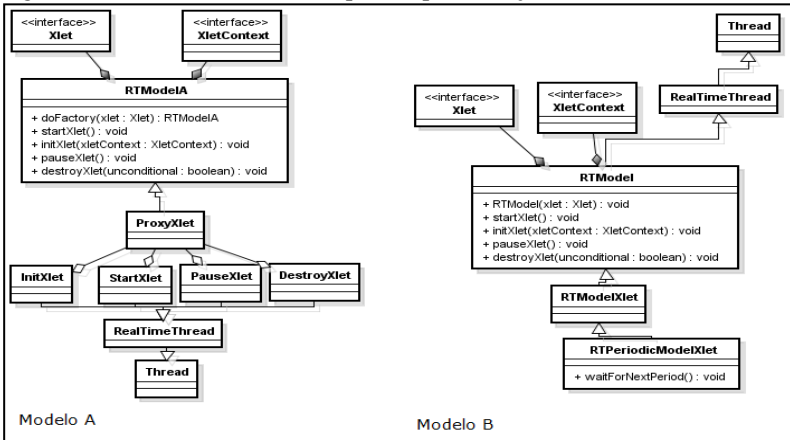 <<interface>>
Xlet
<<interface>>
XletContext
RTModelA
+ doFactory(xlet : Xlet) : RTModelA
+ startXlet() : void
+ initXlet(xletContext : XletContext) : void
+ pauseXlet() : void
+ destroyXlet(unconditional : boolean) : void
ProxyXlet
InitXlet
StartXlet
PauseXlet
DestroyXlet
RealTimeThread
Thread
Modelo A
Thread
RealTimeThread
<<interface>>
Xlet
<<interface>>
XletContext
RTModel
+ RTModel(xlet : Xlet) : void
+ startXlet() : void
+ initXlet(xletContext : XletContext) : void
+ pauseXlet() : void
+ destroyXlet(unconditional : boolean) : void
RTModelXlet
RTPeriodicModelXlet
+ waitForNextPeriod() : void
Modelo B